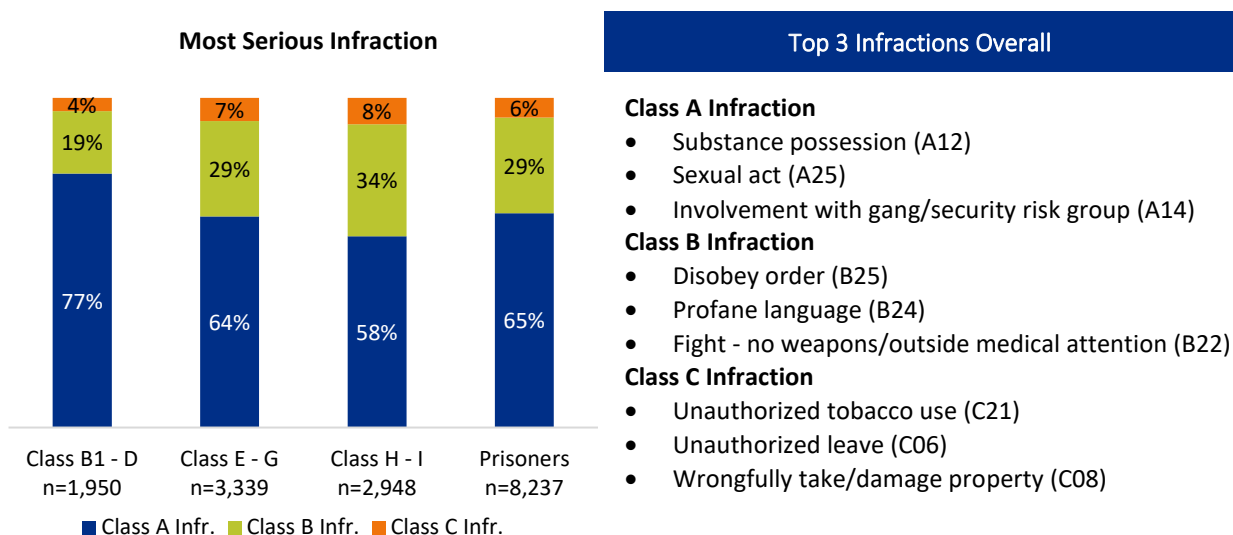 Most Serious Infraction
4%
7%
8%
6%
19%
29%
34%
29%
77%
64%
58%
65%
Class B1 - D
n=1,950
Class E - G
n=3,339
Class H - I
n=2,948
Prisoners
n=8,237
Class A Infr.
Class B Infr.
Class C Infr.
Top 3 Infractions Overall
Class A Infraction
• Substance possession (A12)
• Sexual act (A25)
• Involvement with gang/security risk group (A14)
Class B Infraction
• Disobey order (B25)
• Profane language (B24)
• Fight - no weapons/outside medical attention (B22)
Class C Infraction
• Unauthorized tobacco use (C21)
• Unauthorized leave (C06)
• Wrongfully take/damage property (C08)